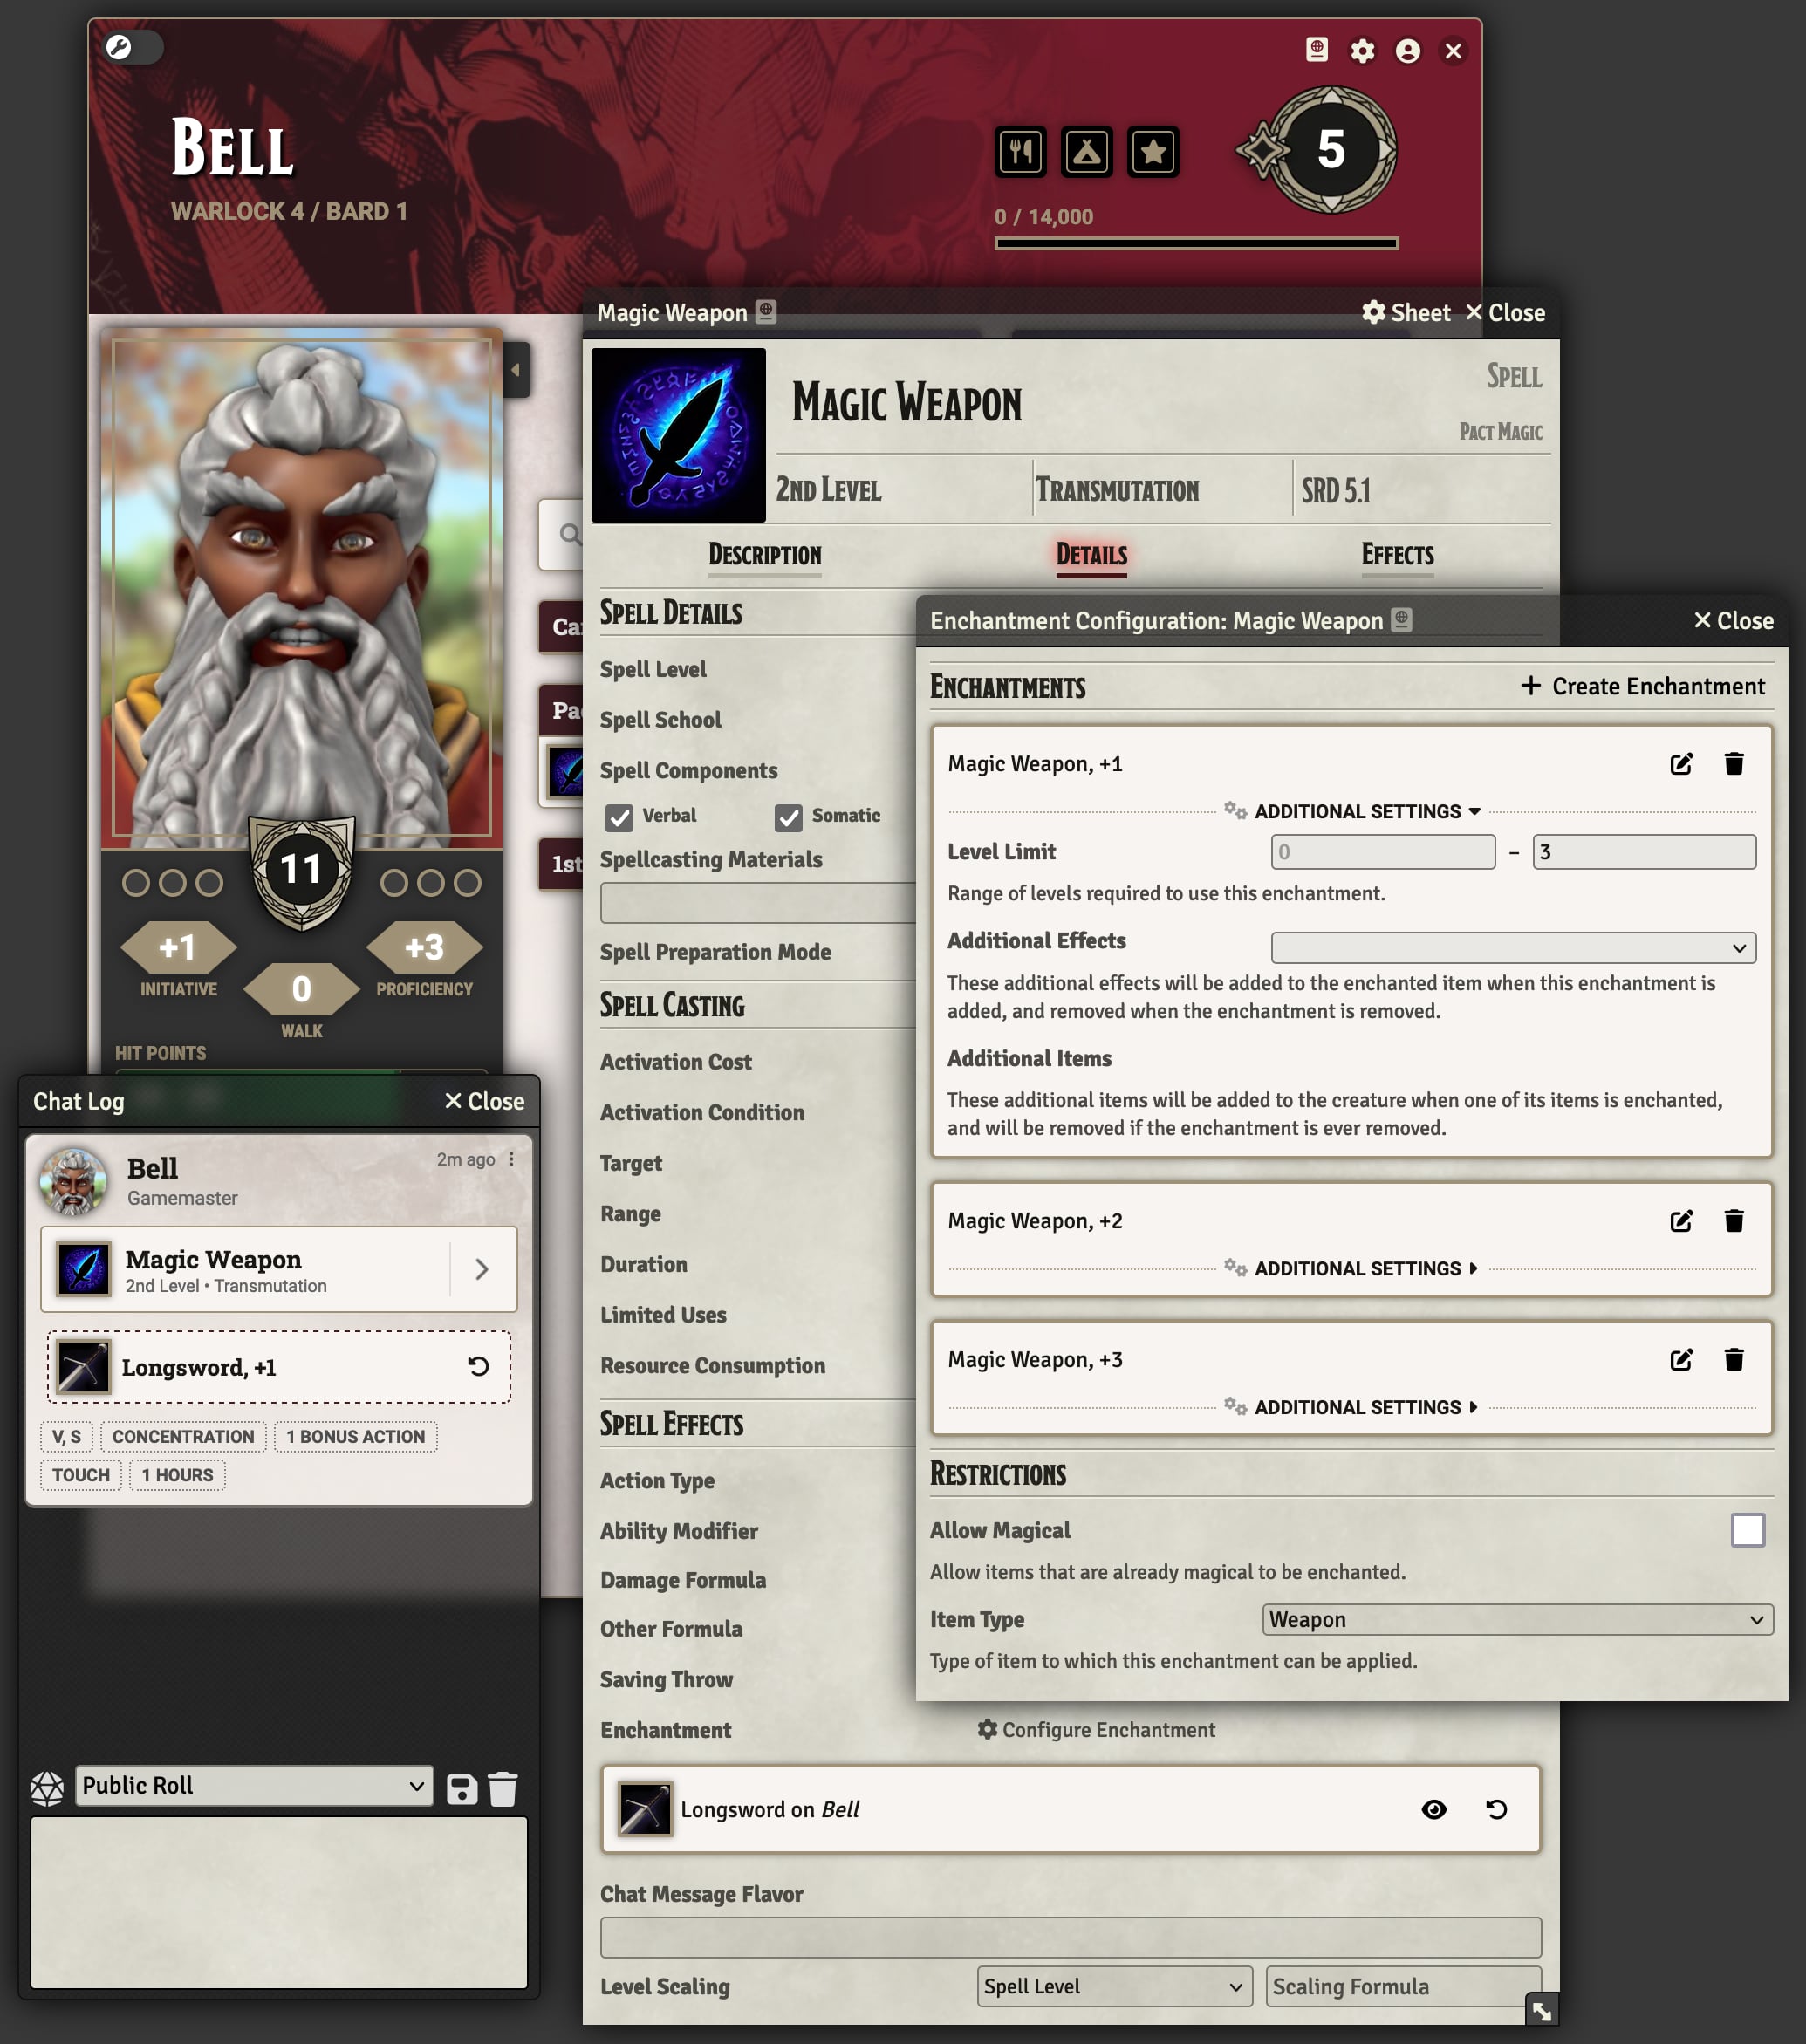 BELL
WARLOCK 4 / BARD 1
5
0 / 14,000
11
+1
INITIATIVE
0
WALK
+3
PROFICIENCY
HIT POINTS
1st
Magic Weapon
Sheet
Close
MAGIC WEAPON
SPELL
PACT MAGIC
2ND LEVEL
TRANSMUTATION
SRD 5.1
DESCRIPTION
DETAILS
EFFECTS
SPELL DETAILS
Spell Level
Spell School
Spell Components
Verbal
Somatic
Spellcasting Materials
Spell Preparation Mode
SPELL CASTING
Activation Cost
Activation Condition
Target
Range
Duration
Limited Uses
Resource Consumption
SPELL EFFECTS
Action Type
Ability Modifier
Damage Formula
Other Formula
Saving Throw
Enchantment
Configure Enchantment
Longsword on Bell
Chat Message Flavor
Level Scaling
Spell Level
Scaling Formula
Enchantment Configuration: Magic Weapon
Close
ENCHANTMENTS
Create Enchantment
Magic Weapon, +1
ADDITIONAL SETTINGS
Level Limit
0
–
3
Range of levels required to use this enchantment.
Additional Effects
These additional effects will be added to the enchanted item when this enchantment is
added, and removed when the enchantment is removed.
Additional Items
These additional items will be added to the creature when one of its items is enchanted,
and will be removed if the enchantment is ever removed.
Magic Weapon, +2
ADDITIONAL SETTINGS
Magic Weapon, +3
ADDITIONAL SETTINGS
RESTRICTIONS
Allow Magical
Allow items that are already magical to be enchanted.
Item Type
Weapon
Type of item to which this enchantment can be applied.
Chat Log
Close
Bell
2m ago
Gamemaster
Magic Weapon
2nd Level • Transmutation
Longsword, +1
V, S
CONCENTRATION
1 BONUS ACTION
TOUCH
1 HOURS
Public Roll